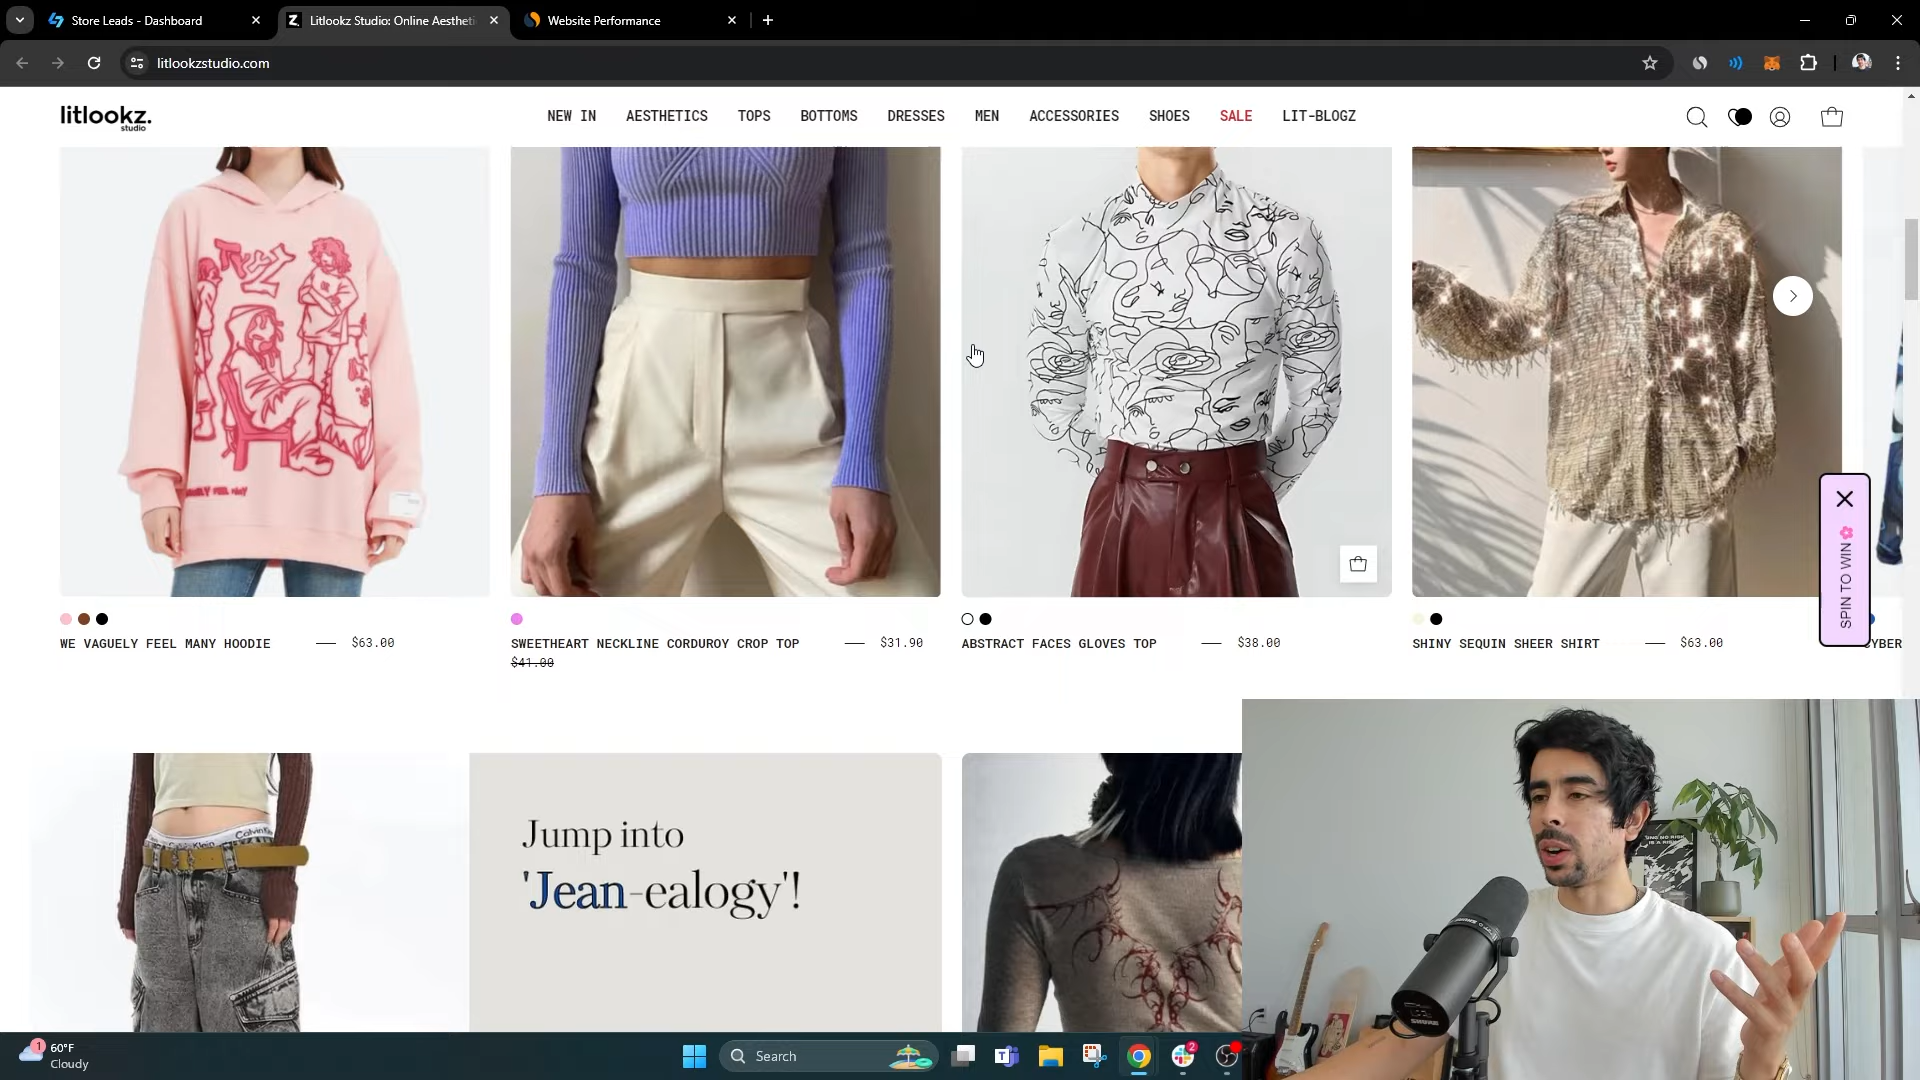 Store Leads - Dashboard
Litlookz Studio: Online Aestheti
Website Performance
litlookzstudio.com
litlookz.
studio
NEW IN
AESTHETICS
TOPS
BOTTOMS
DRESSES
MEN
ACCESSORIES
SHOES
SALE
LIT-BLOGZ
SPIN TO WIN
WE VAGUELY FEEL MANY HOODIE — $63.00
SWEETHEART NECKLINE CORDUROY CROP TOP — $31.90
$41.00
ABSTRACT FACES GLOVES TOP — $38.00
SHINY SEQUIN SHEER SHIRT — $63.00
CYBER
Jump into
'Jean-ealogy'!
1
60°F
Cloudy
Search
2